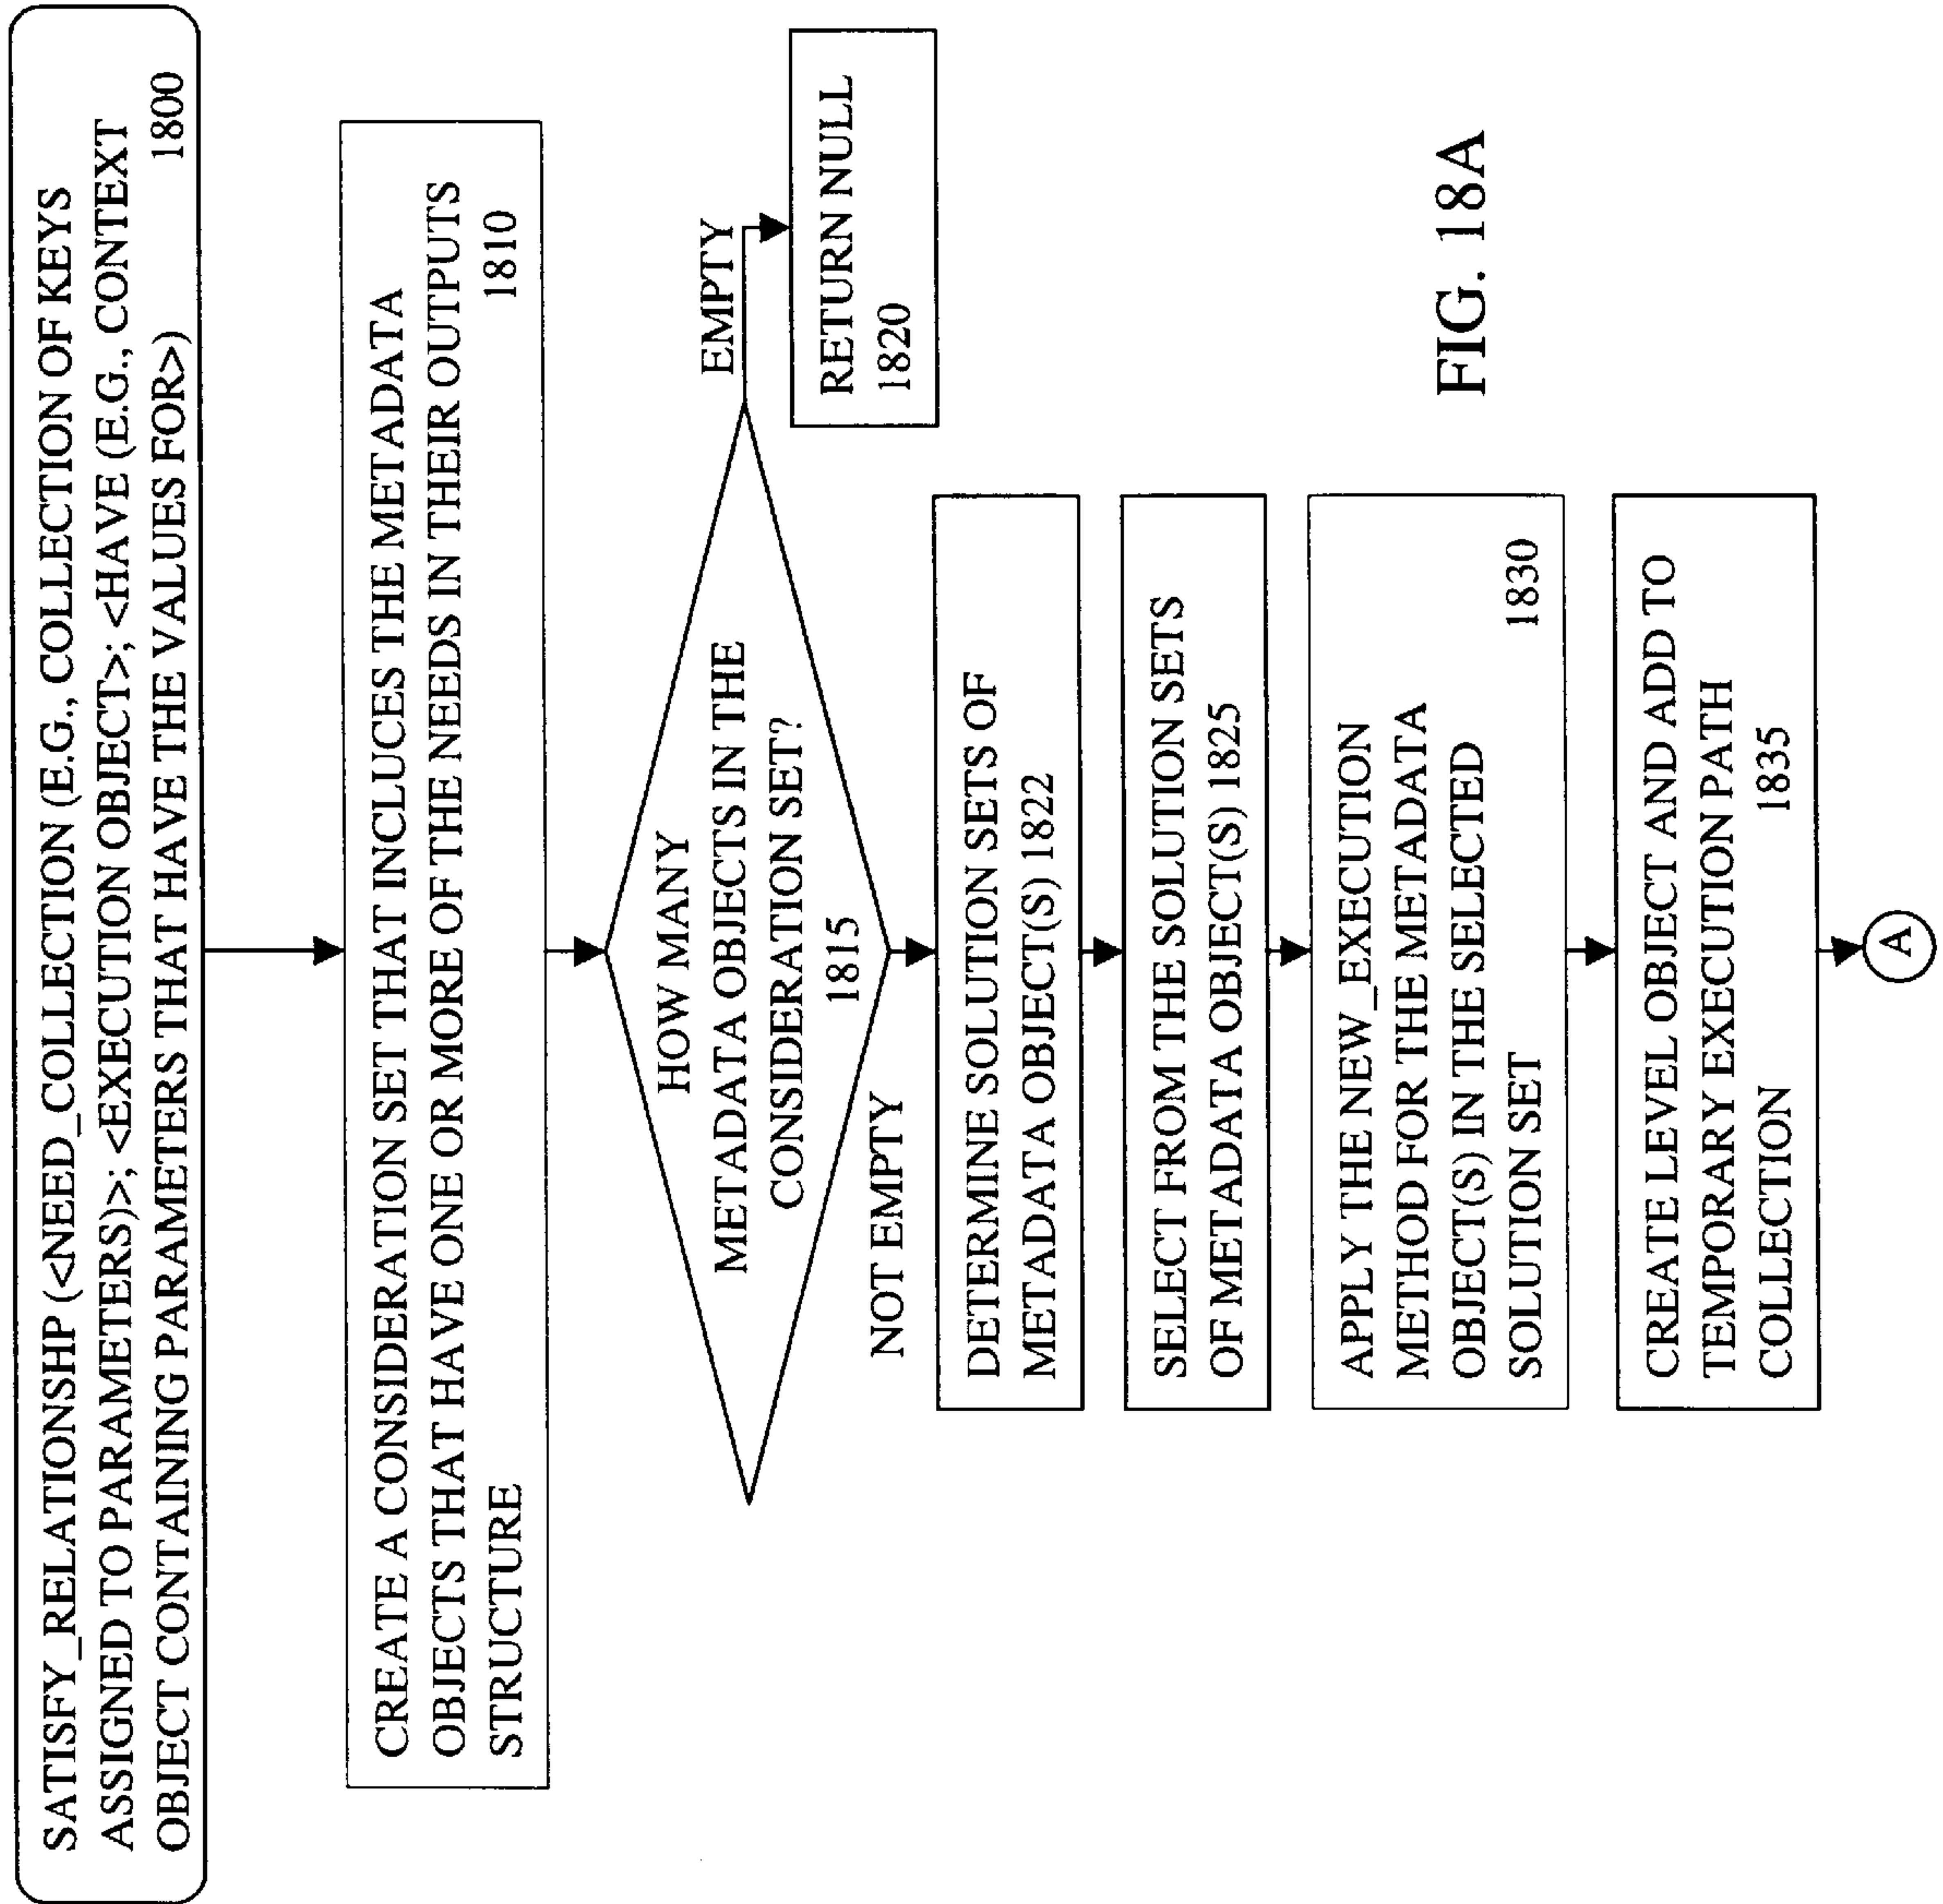 SATISFY_RELATIONSHP (<NEED_COLLECTION (E.G., COLLECTION OF KEYS
ASSIGNED TO PARAMETERS)>; <EXECUTION OBJECT>; <HAVE (E.G., CONTEXT
OBJECT CONTAINING PARAMETERS THAT HAVE THE VALUES FOR>)
1800
CREATE A CONSIDERATION SET THAT INCLUCES THE METADATA
OBJECTS THAT HAVE ONE OR MORE OF THE NEEDS IN THEIR OUTPUTS
STRUCTURE 1810
HOW MANY
METADATA OBJECTS IN THE
CONSIDERATION SET?
1815
EMPTY
RETURN NULL
1820
NOT EMPTY
DETERMINE SOLUTION SETS OF
METADATA OBJECT(S) 1822
SELECT FROM THE SOLUTION SETS
OF METADATA OBJECT(S) 1825
APPLY THE NEW_EXECUTION
METHOD FOR THE METADATA
OBJECT(S) IN THE SELECTED
SOLUTION SET 1830
CREATE LEVEL OBJECT AND ADD TO
TEMPORARY EXECUTION PATH
COLLECTION 1835
A
FIG. 18A